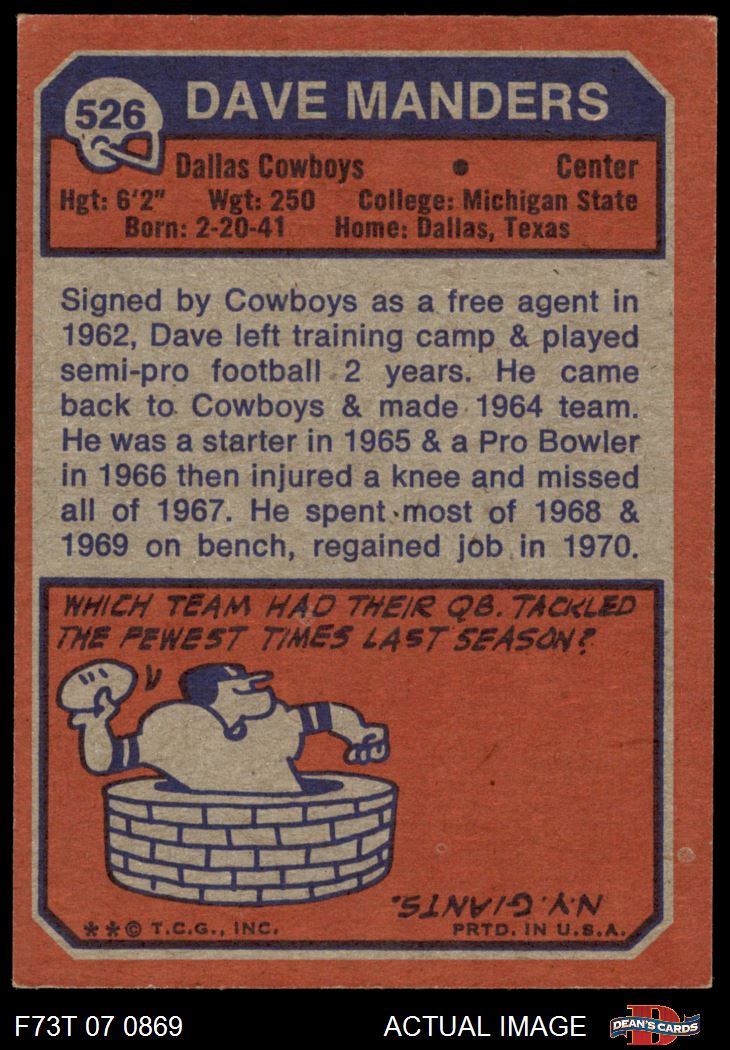 526
DAVE MANDERS
Dallas Cowboys • Center
Hgt: 6'2" Wgt: 250 College: Michigan State
Born: 2-20-41 Home: Dallas, Texas
Signed by Cowboys as a free agent in
1962, Dave left training camp & played
semi-pro football 2 years. He came
back to Cowboys & made 1964 team.
He was a starter in 1965 & a Pro Bowler
in 1966 then injured a knee and missed
all of 1967. He spent most of 1968 &
1969 on bench, regained job in 1970.
WHICH TEAM HAD THEIR QB. TACKLED
THE FEWEST TIMES LAST SEASON?
N.Y. GIANTS.
**© T.C.G., INC. PRTD. IN U.S.A.
F73T 07 0869 ACTUAL IMAGE D DEAN'S CARDS